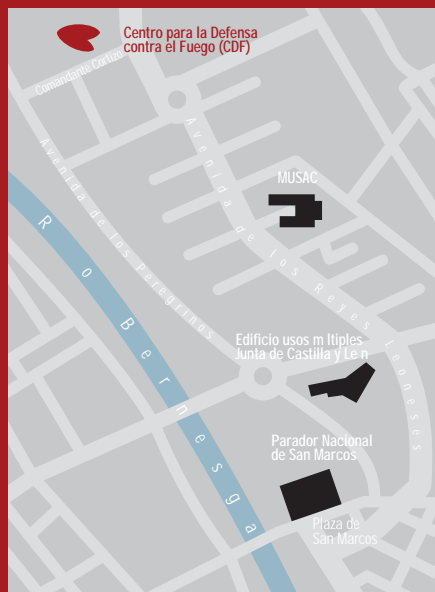 Centro para la Defensa
contra el Fuego (CDF)
Comandante Cortizo
Avenida de los Peregrinos
Avenida de los Reyes Leoneses
MUSAC
R o Bernesga
Edificio usos m ltiples
Junta de Castilla y Le n
Parador Nacional
de San Marcos
Plaza de
San Marcos